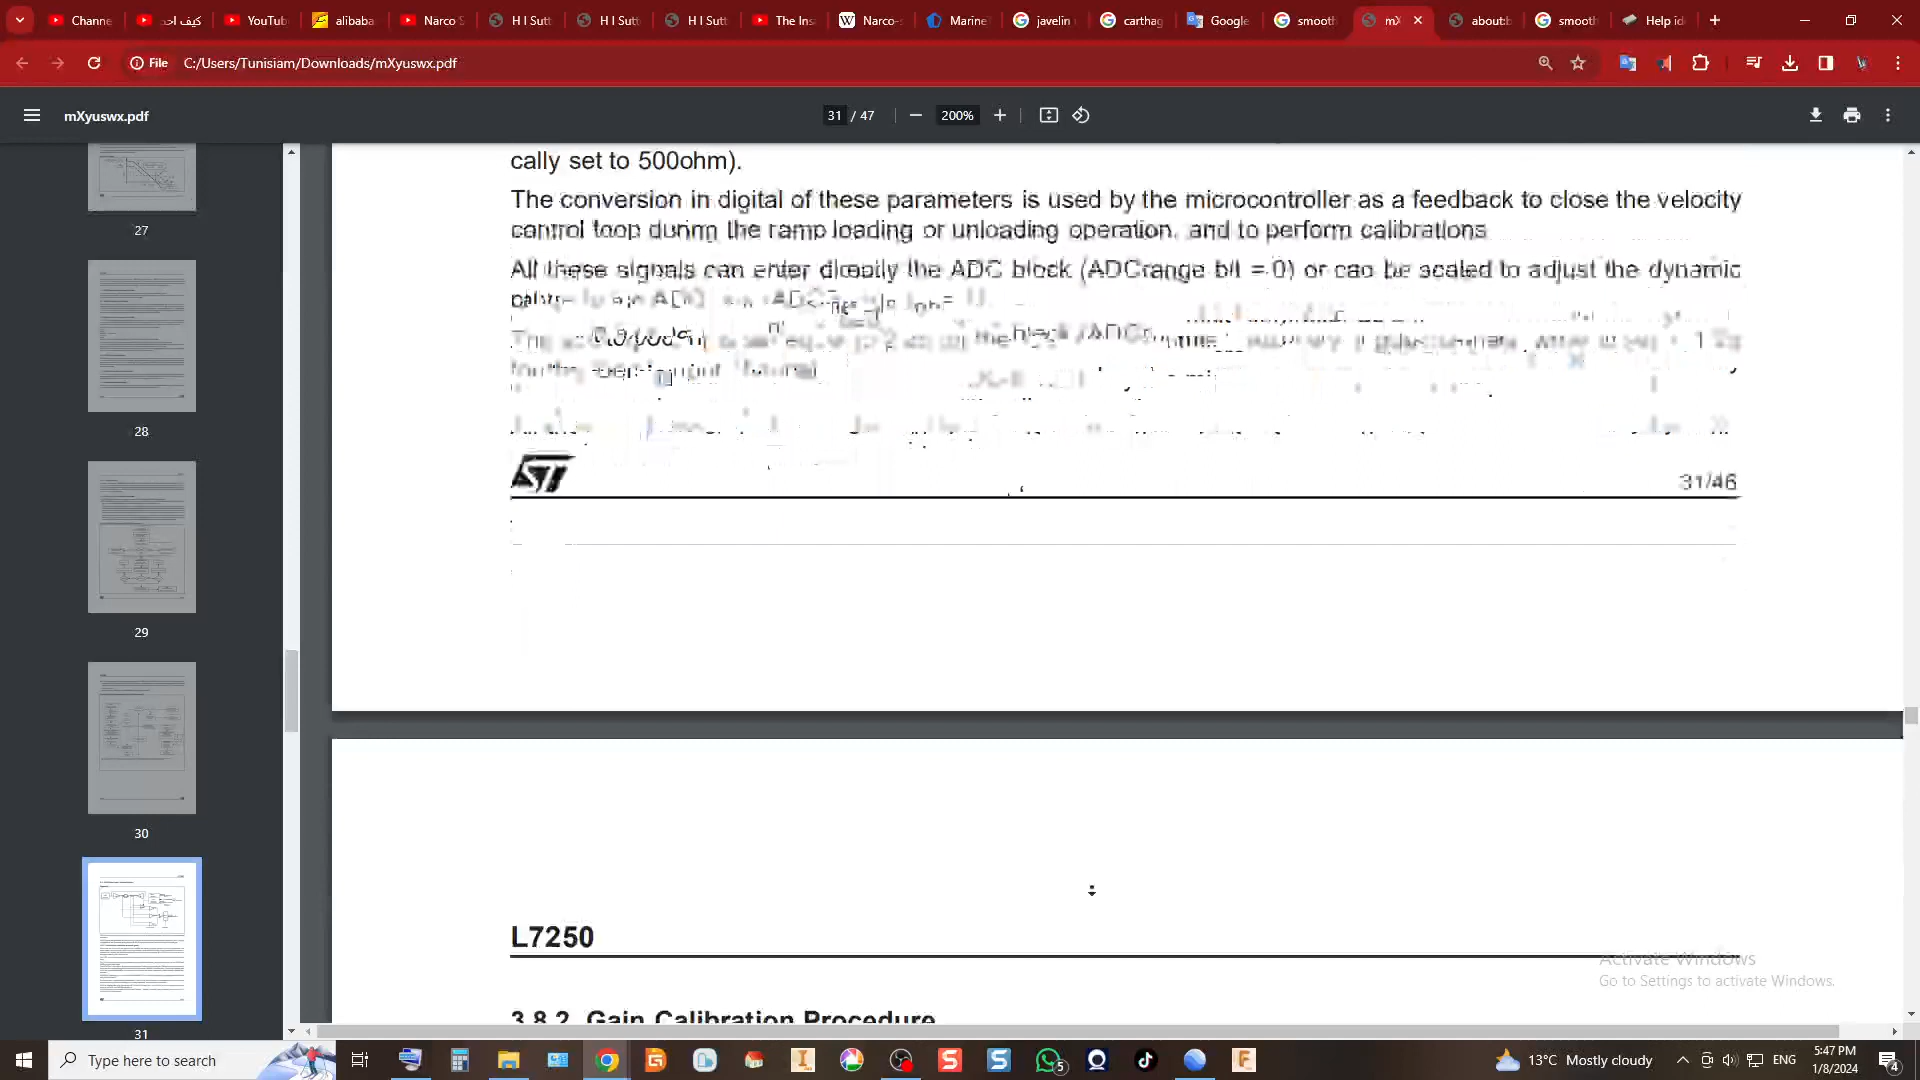 Channe
كيف احد
YouTub
alibaba
Narco S
H I Sutt
H I Sutt
H I Sutt
The Ins
Narco-s
Marine
javelin
carthag
Google
smooth
mX
about:b
smooth
Help id
File C:/Users/Tunisiam/Downloads/mXyuswx.pdf
mXyuswx.pdf
31 / 47
200%
27
28
29
30
31
cally set to 500ohm).
The conversion in digital of these parameters is used by the microcontroller as a feedback to close the velocity
control loop during the ramp loading or unloading operation, and to perform calibrations
All these signals can enter directly the ADC block (ADCrange bit = 0) or can be scaled to adjust the dynamic
ST
31/46
L7250
3.8.2 Gain Calibration Procedure
Activate Windows
Go to Settings to activate Windows.
Type here to search
5
13°C Mostly cloudy
ENG
5:47 PM
1/8/2024
4